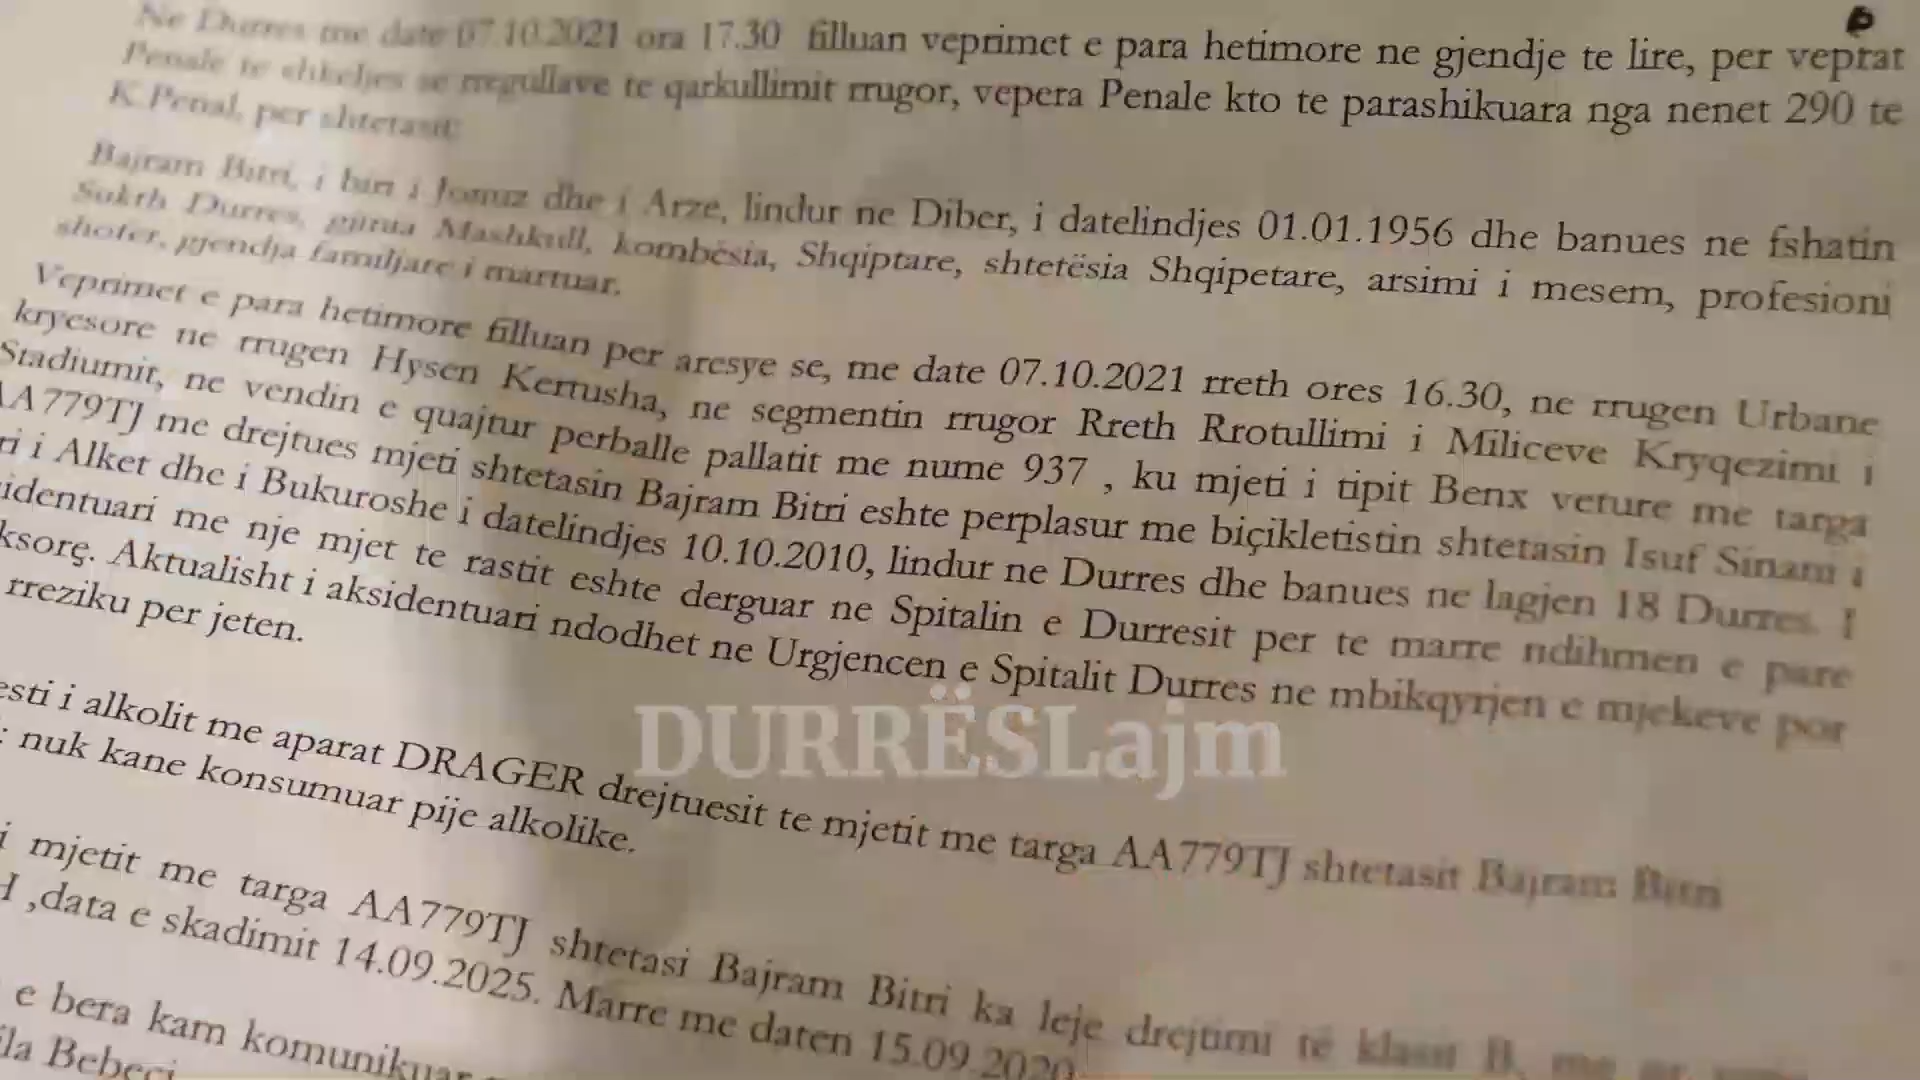 Ne Durres me date 07.10.2021 ora 17.30 filluan veprimet e para hetimore ne gjendje te lire, per veprat
Penale te shkeljes se rregullave te qarkullimit rrugor, vepera Penale kto te parashikuara nga nenet 290 te
K.Penal, per shtetasit:
Bajram Bitri, i biri i Jonuz dhe i Arze, lindur ne Diber, i datelindjes 01.01.1956 dhe banues ne fshatin
Sukth Durres, gjinia Mashkull, kombësia, Shqiptare, shtetësia Shqipetare, arsimi i mesem, profesioni
shofer, gjendja familjare i martuar.
Veprimet e para hetimore filluan per aresye se, me date 07.10.2021 rreth ores 16.30, ne rrugen Urbane
kryesore ne rrugen Hysen Kertusha, ne segmentin rrugor Rreth Rrotullimi i Miliceve Kryqezimi i
Stadiumit, ne vendin e quajtur perballe pallatit me nume 937 , ku mjeti i tipit Benx veture me targa
AA779TJ me drejtues mjeti shtetasin Bajram Bitri eshte perplasur me biçikletistin shtetasin Isuf Sinani i
ri i Alket dhe i Bukuroshe i datelindjes 10.10.2010, lindur ne Durres dhe banues ne lagjen 18 Durres. I
sidentuari me nje mjet te rastit eshte derguar ne Spitalin e Durresit per te marre ndihmen e pare
ksorç. Aktualisht i aksidentuari ndodhet ne Urgjencen e Spitalit Durres ne mbikqyrjen e mjekeve por
rreziku per jeten.
esti i alkolit me aparat DRAGER drejtuesit te mjetit me targa AA779TJ shtetasit Bajram Bitri
: nuk kane konsumuar pije alkolike.
DURRËSLajm
i mjetit me targa AA779TJ shtetasi Bajram Bitri ka leje drejtimi të klasit B, me
,data e skadimit 14.09.2025. Marre me daten 15.09.2020
e bera kam komunikuar
la Bebeci